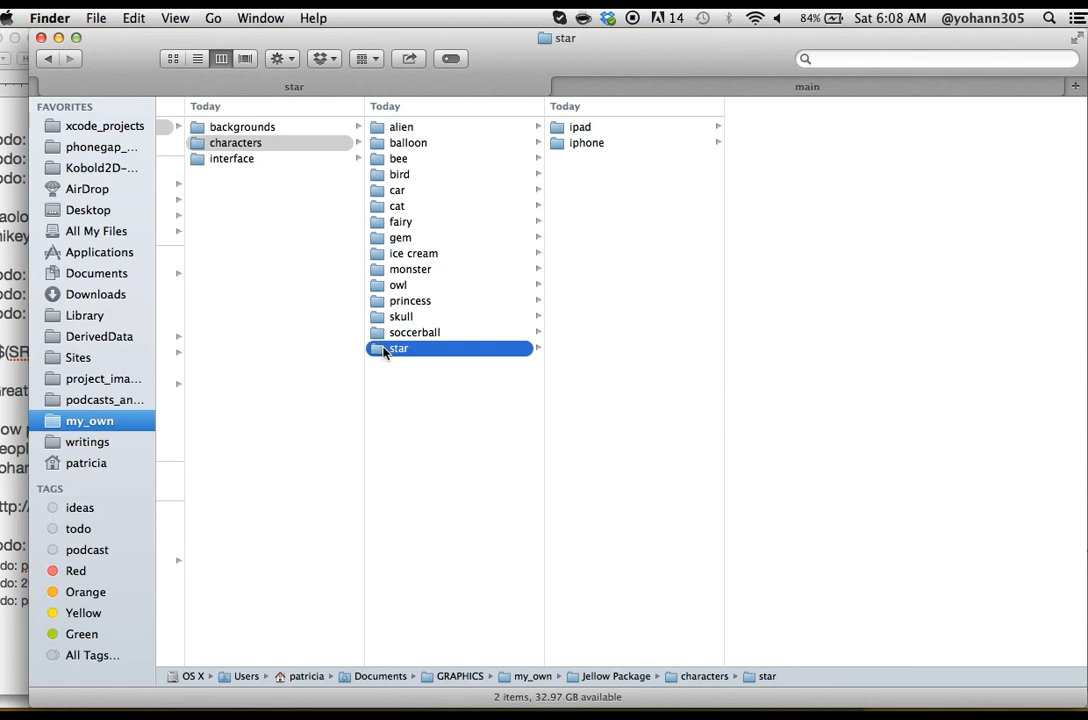 Finder File Edit View Go Window Help 14 84% Sat 6:08 AM @yohann305
star
star main +
FAVORITES
xcode_projects
phonegap_...
Kobold2D-...
AirDrop
Desktop
All My Files
Applications
Documents
Downloads
Library
DerivedData
Sites
project_ima...
podcasts_an...
my_own
writings
patricia
TAGS
ideas
todo
podcast
Red
Orange
Yellow
Green
All Tags...
Today
backgrounds
characters
interface
Today
alien
balloon
bee
bird
car
cat
fairy
gem
ice cream
monster
owl
princess
skull
soccerball
star
Today
ipad
iphone
OS X Users patricia Documents GRAPHICS my_own Jellow Package characters star
2 items, 32.97 GB available